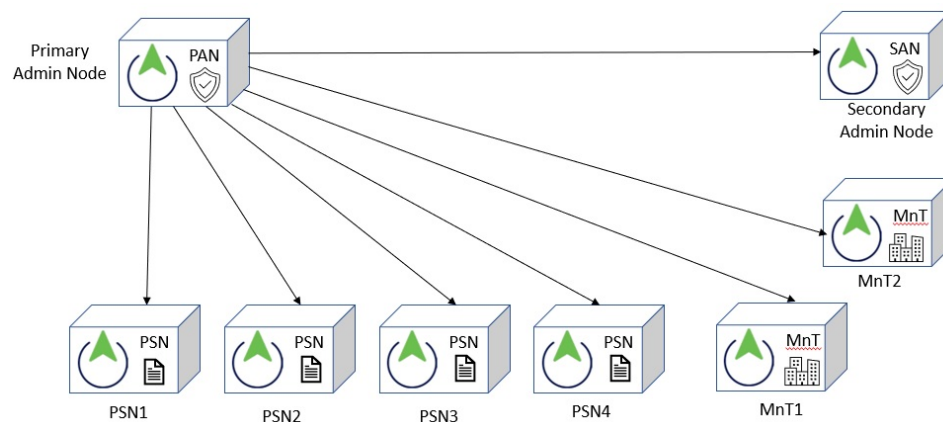 Primary
Admin Node
PAN
SAN
Secondary
Admin Node
MnT
MnT2
PSN
PSN
PSN
PSN
MnT
PSN1
PSN2
PSN3
PSN4
MnT1